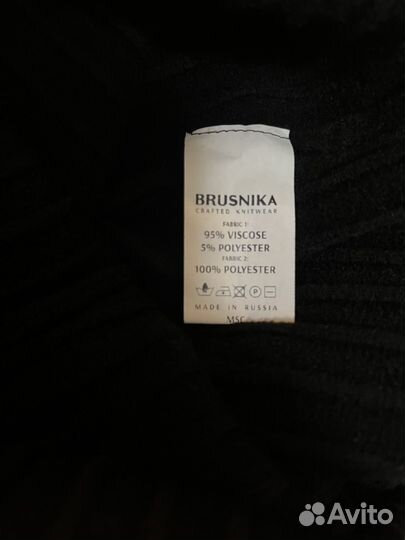 BRUSNIKA
CRAFTED KNITWEAR
FABRIC 1:
95% VISCOSE
5% POLYESTER
FABRIC 2:
100% POLYESTER
P
MADE IN RUSSIA
Avito